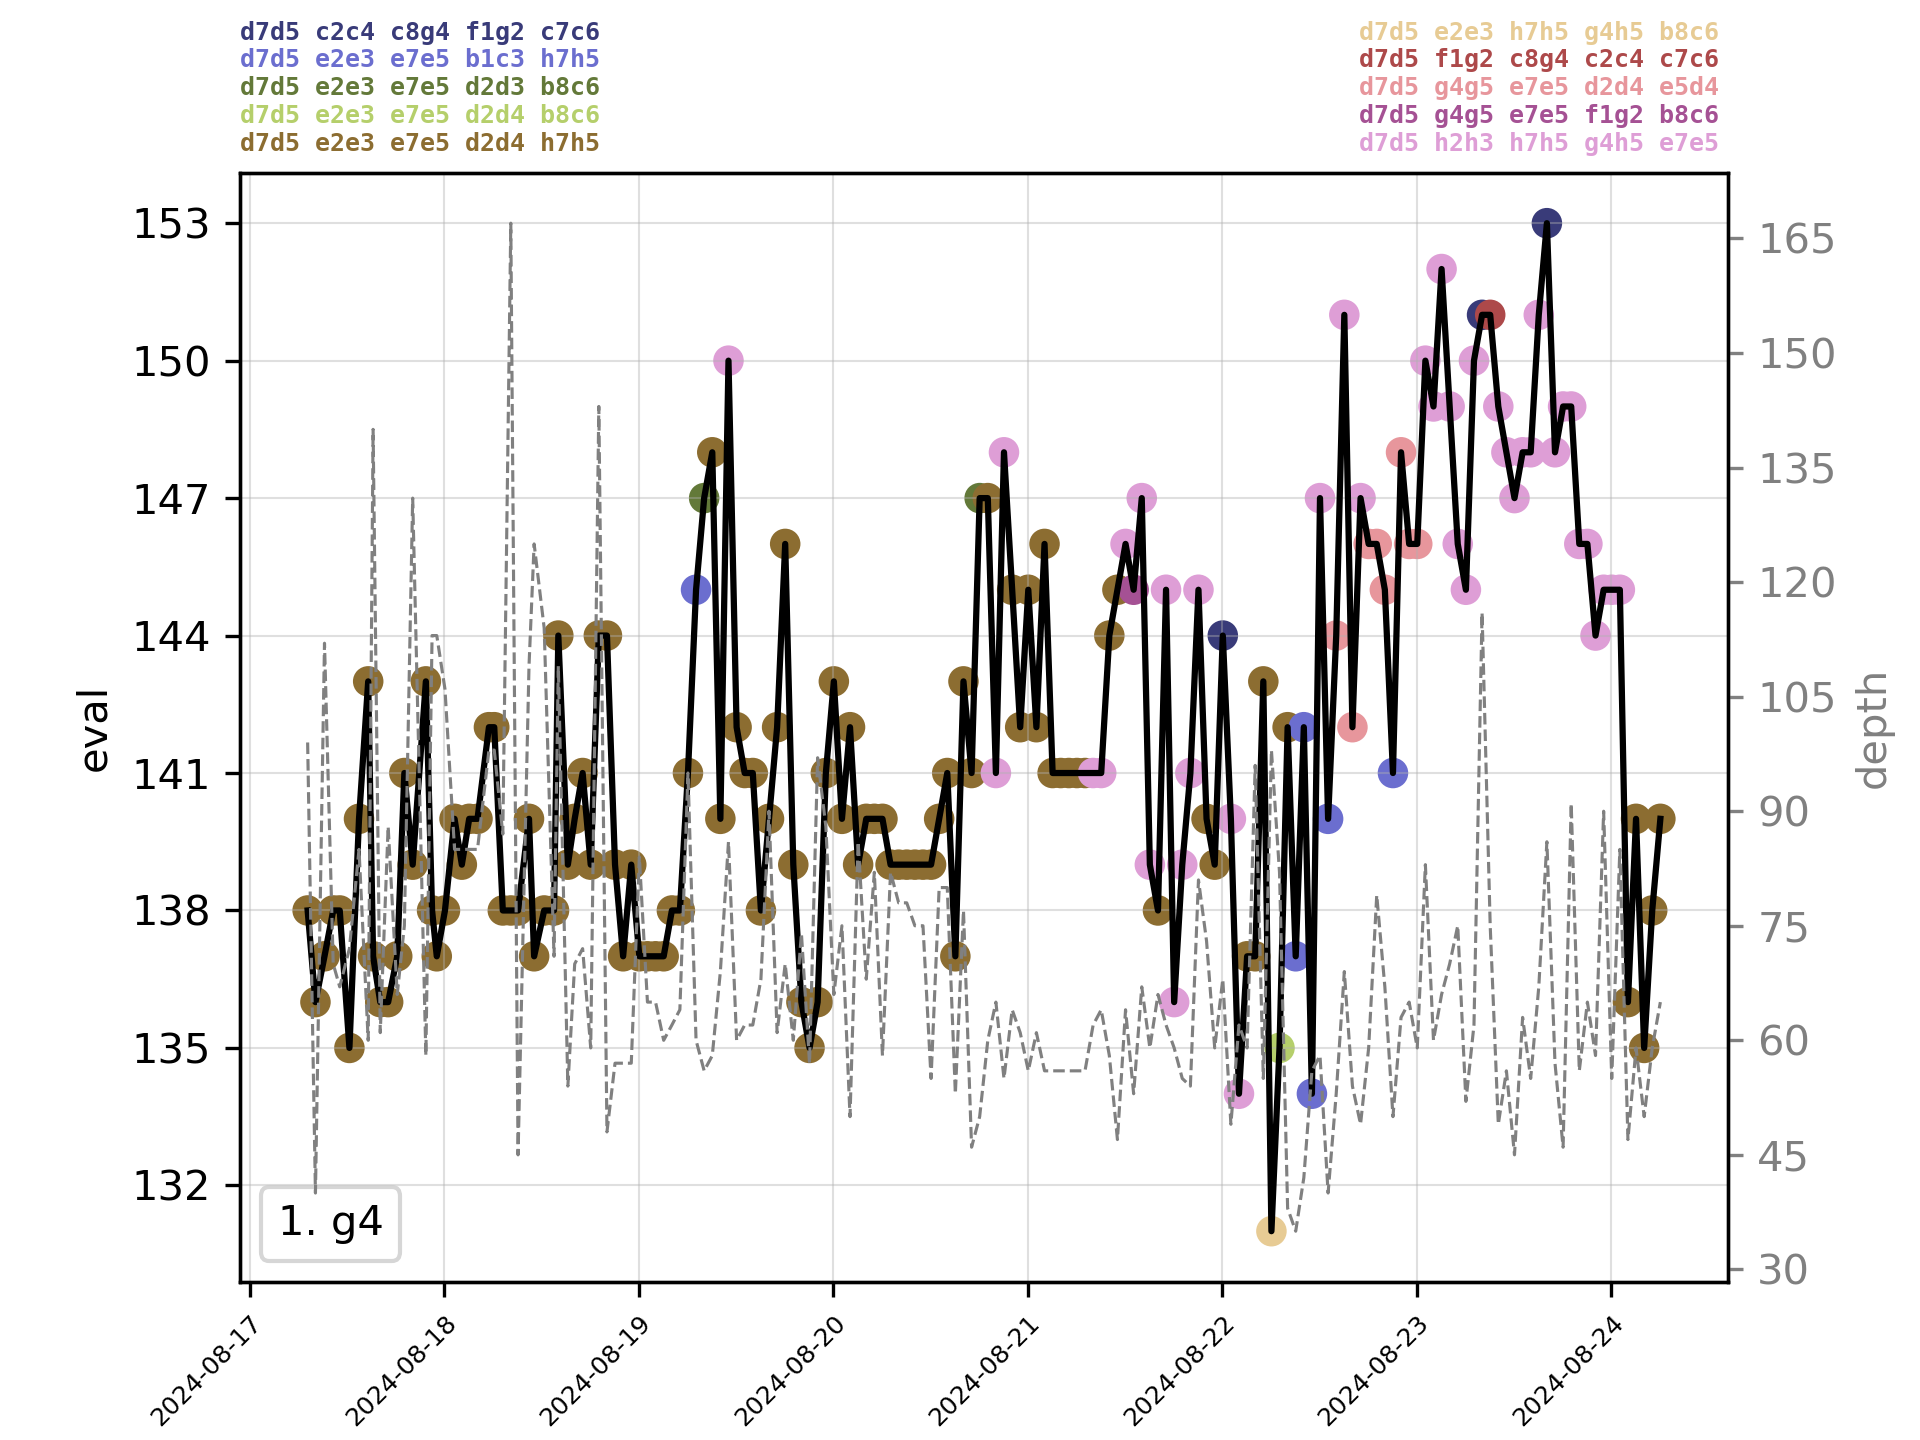 d7d5 c2c4 c8g4 f1g2 c7c6
d7d5 e2e3 e7e5 b1c3 h7h5
d7d5 e2e3 e7e5 d2d3 b8c6
d7d5 e2e3 e7e5 d2d4 b8c6
d7d5 e2e3 e7e5 d2d4 h7h5
d7d5 e2e3 h7h5 g4h5 b8c6
d7d5 f1g2 c8g4 c2c4 c7c6
d7d5 g4g5 e7e5 d2d4 e5d4
d7d5 g4g5 e7e5 f1g2 b8c6
d7d5 h2h3 h7h5 g4h5 e7e5
153
150
147
144
141
138
135
132
eval
165
150
135
120
105
90
75
60
45
30
depth
1. g4
2024-08-17
2024-08-18
2024-08-19
2024-08-20
2024-08-21
2024-08-22
2024-08-23
2024-08-24